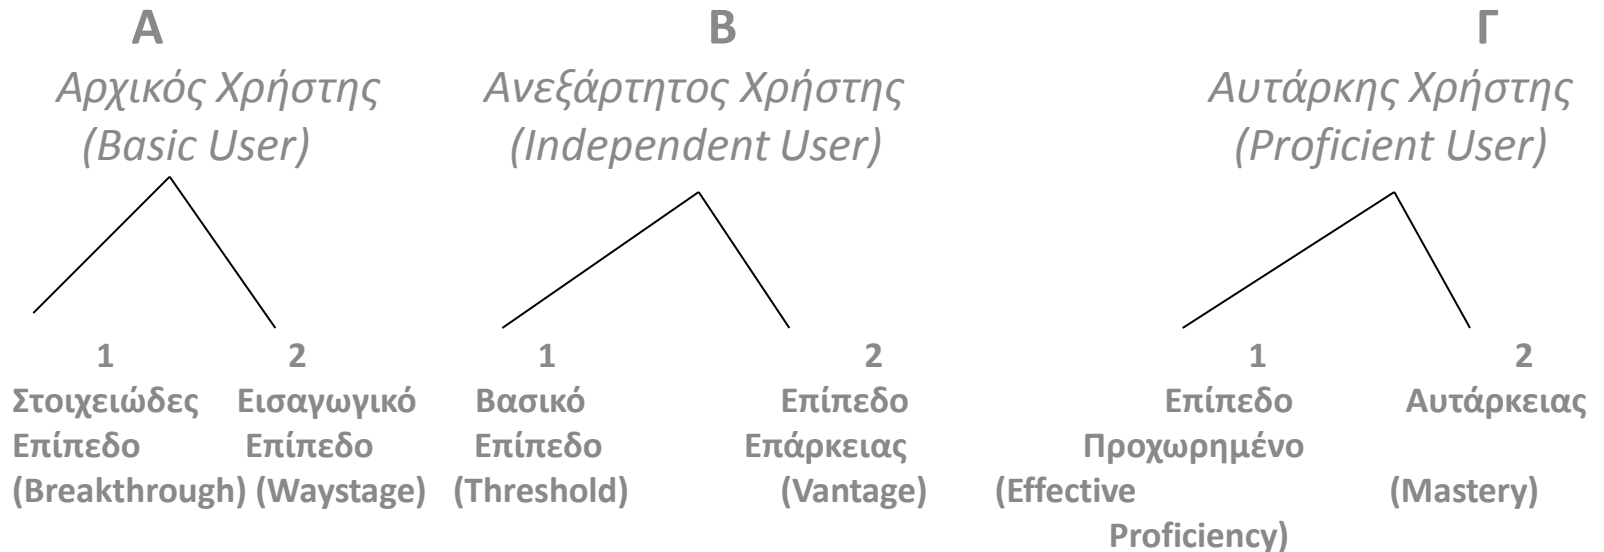 Α Β Γ
Αρχικός Χρήστης Ανεξάρτητος Χρήστης Αυτάρκης Χρήστης
(Basic User) (Independent User) (Proficient User)
1 2 1 2 1 2
Στοιχειώδες Εισαγωγικό Βασικό Επίπεδο Επίπεδο Αυτάρκειας
Επίπεδο Επίπεδο Επίπεδο Επάρκειας Προχωρημένο
(Breakthrough) (Waystage) (Threshold) (Vantage) (Effective (Mastery)
Proficiency)